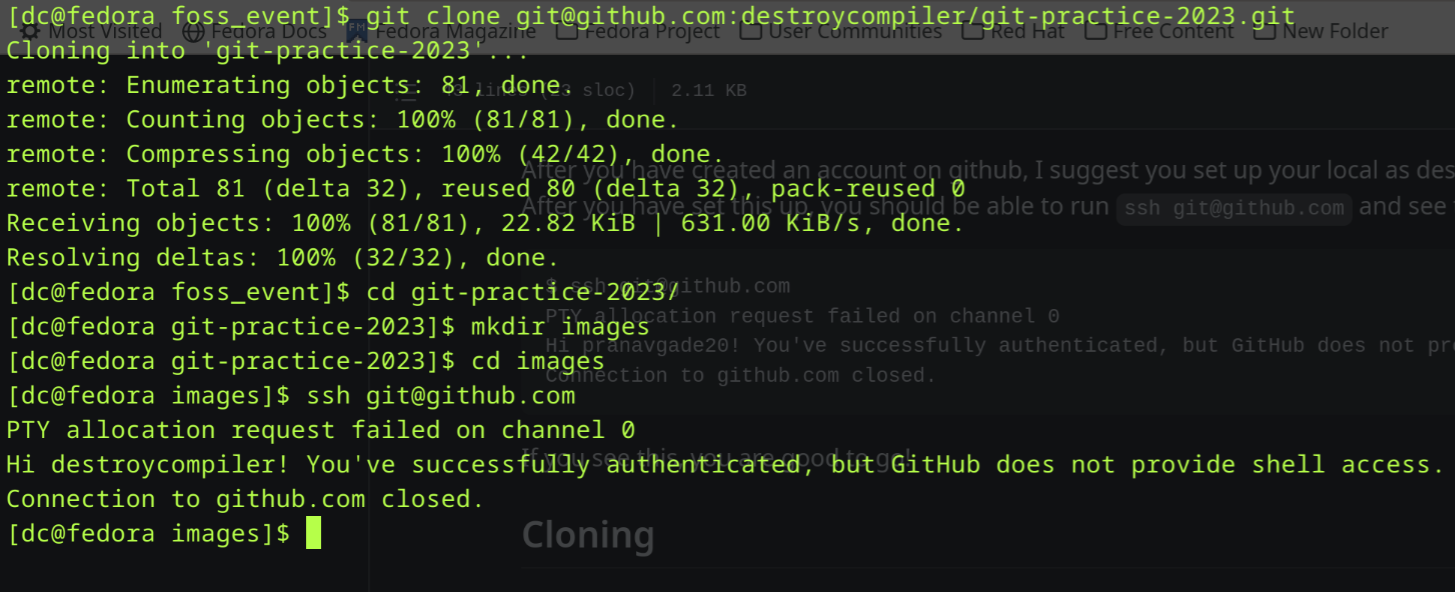 [dc@fedora foss_event]$ git clone git@github.com:destroycompiler/git-practice-2023.git
Most Visited Fedora Docs Fedora Magazine Fedora Project User Communities Red Hat Free Content New Folder
Cloning into 'git-practice-2023'...
remote: Enumerating objects: 81, done.
lines (33 sloc) 2.11 KB
remote: Counting objects: 100% (81/81), done.
remote: Compressing objects: 100% (42/42), done.
After you have created an account on github, I suggest you set up your local as des
remote: Total 81 (delta 32), reused 80 (delta 32), pack-reused 0
After you have set this up, you should be able to run ssh git@github.com and see
Receiving objects: 100% (81/81), 22.82 KiB | 631.00 KiB/s, done.
Resolving deltas: 100% (32/32), done.
$ ssh git@github.com
[dc@fedora foss_event]$ cd git-practice-2023/
PTY allocation request failed on channel 0
[dc@fedora git-practice-2023]$ mkdir images
Hi pranavgade20! You've successfully authenticated, but GitHub does not pr
[dc@fedora git-practice-2023]$ cd images
Connection to github.com closed.
[dc@fedora images]$ ssh git@github.com
PTY allocation request failed on channel 0
If you see this, you are good to go!
Hi destroycompiler! You've successfully authenticated, but GitHub does not provide shell access.
Connection to github.com closed.
[dc@fedora images]$
Cloning